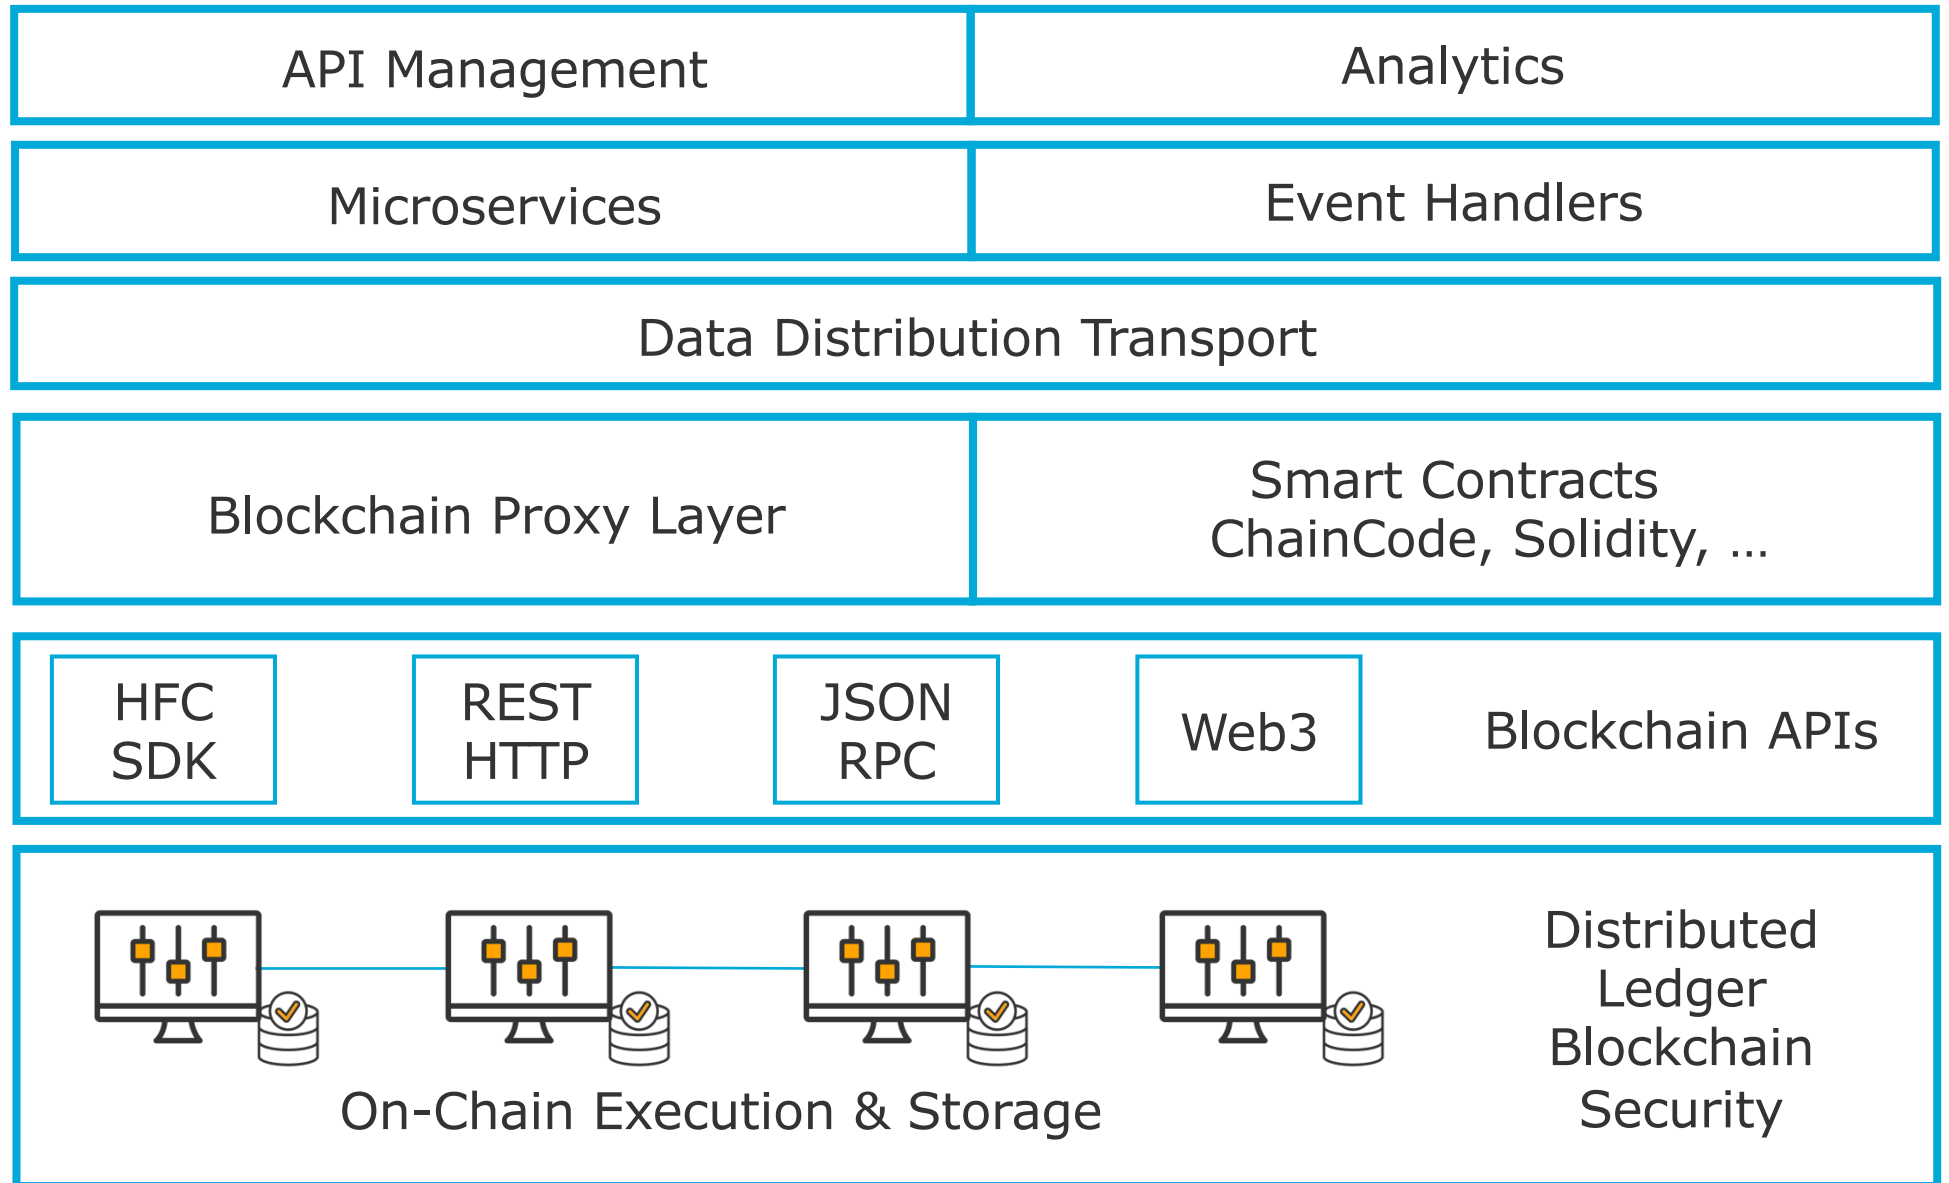 API Management
Analytics
Microservices
Event Handlers
Data Distribution Transport
Blockchain Proxy Layer
Smart Contracts
ChainCode, Solidity, ...
HFC
SDK
REST
HTTP
JSON
RPC
Web3
Blockchain APIs
On-Chain Execution & Storage
Distributed
Ledger
Blockchain
Security